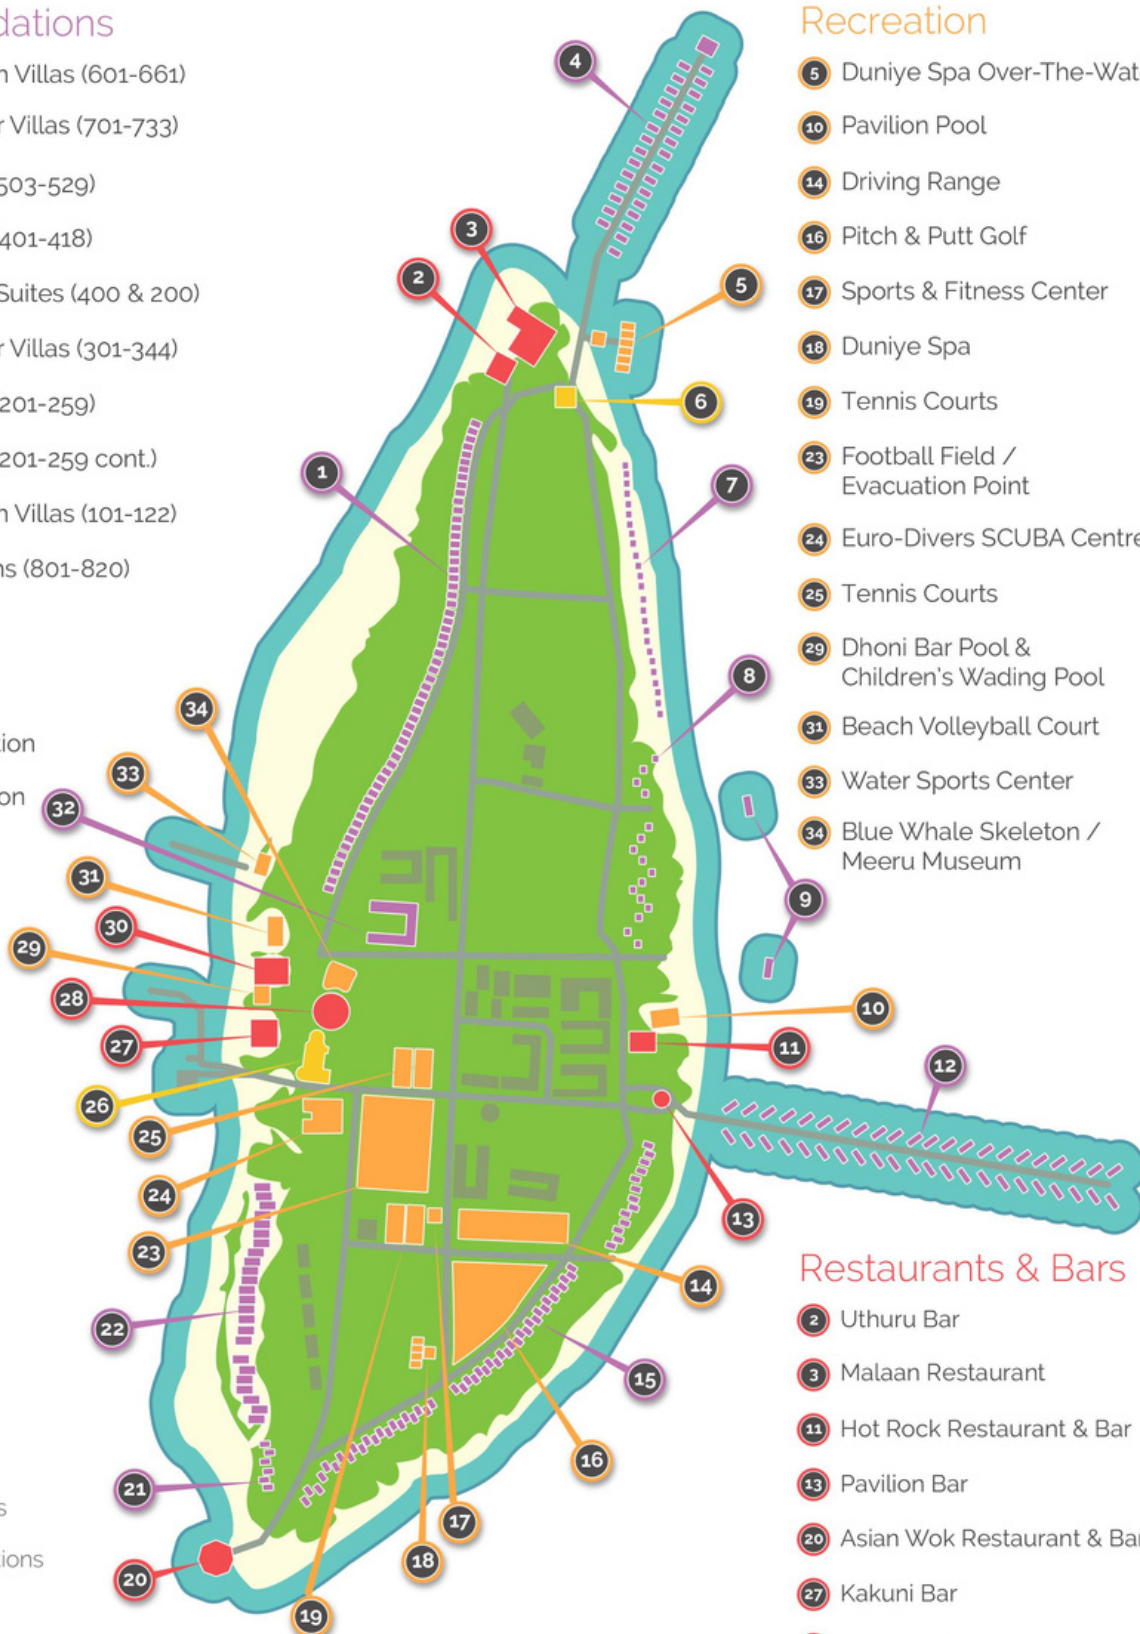 dations
n Villas (601-661)
r Villas (701-733)
503-529)
401-418)
Suites (400 & 200)
r Villas (301-344)
201-259)
201-259 cont.)
n Villas (101-122)
ns (801-820)
tion
on
s
ions
Recreation
5 Duniye Spa Over-The-Wat
10 Pavilion Pool
14 Driving Range
16 Pitch & Putt Golf
17 Sports & Fitness Center
18 Duniye Spa
19 Tennis Courts
23 Football Field /
Evacuation Point
24 Euro-Divers SCUBA Centre
25 Tennis Courts
29 Dhoni Bar Pool &
Children's Wading Pool
31 Beach Volleyball Court
33 Water Sports Center
34 Blue Whale Skeleton /
Meeru Museum
4
3
2
5
6
1
7
8
34
33
32
9
31
30
29
28
10
27
11
12
26
25
24
13
23
14
22
15
16
21
17
18
20
19
Restaurants & Bars
2 Uthuru Bar
3 Malaan Restaurant
11 Hot Rock Restaurant & Bar
13 Pavilion Bar
20 Asian Wok Restaurant & Bar
27 Kakuni Bar